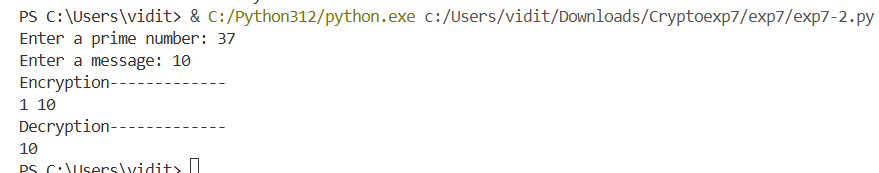 PS C:\Users\vidit> & C:/Python312/python.exe c:/Users/vidit/Downloads/Cryptoexp7/exp7/exp7-2.py
Enter a prime number: 37
Enter a message: 10
Encryption-------------
1 10
Decryption-------------
10
PS C:\Users\vidit>